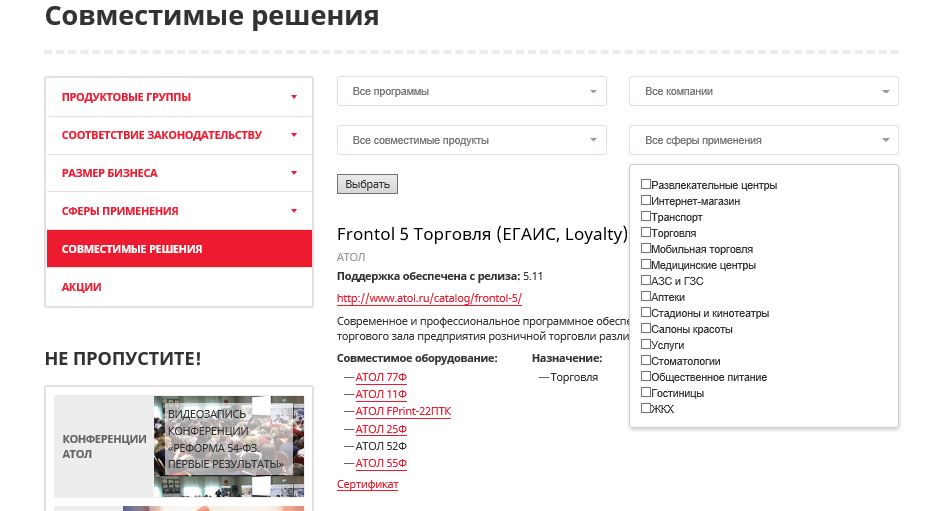 Совместимые решения
ПРОДУКТОВЫЕ ГРУППЫ
СООТВЕТСТВИЕ ЗАКОНОДАТЕЛЬСТВУ
РАЗМЕР БИЗНЕСА
СФЕРЫ ПРИМЕНЕНИЯ
СОВМЕСТИМЫЕ РЕШЕНИЯ
АКЦИИ
НЕ ПРОПУСТИТЕ!
КОНФЕРЕНЦИИ
АТОЛ
ВИДЕОЗАПИСЬ
КОНФЕРЕНЦИИ
«РЕФОРМА 54-ФЗ.
ПЕРВЫЕ РЕЗУЛЬТАТЫ»
Все программы
Все компании
Все совместимые продукты
Все сферы применения
Выбрать
Развлекательные центры
Интернет-магазин
Транспорт
Торговля
Мобильная торговля
Медицинские центры
АЗС и ГЗС
Аптеки
Стадионы и кинотеатры
Салоны красоты
Услуги
Стоматологии
Общественное питание
Гостиницы
ЖКХ
Frontol 5 Торговля (ЕГАИС, Loyalty)
АТОЛ
Поддержка обеспечена с релиза: 5.11
http://www.atol.ru/catalog/frontol-5/
Современное и профессиональное программное обеспе
торгового зала предприятия розничной торговли разли
Совместимое оборудование:
— АТОЛ 77Ф
— АТОЛ 11Ф
— АТОЛ FPrint-22ПТК
— АТОЛ 25Ф
— АТОЛ 52Ф
— АТОЛ 55Ф
Назначение:
— Торговля
Сертификат